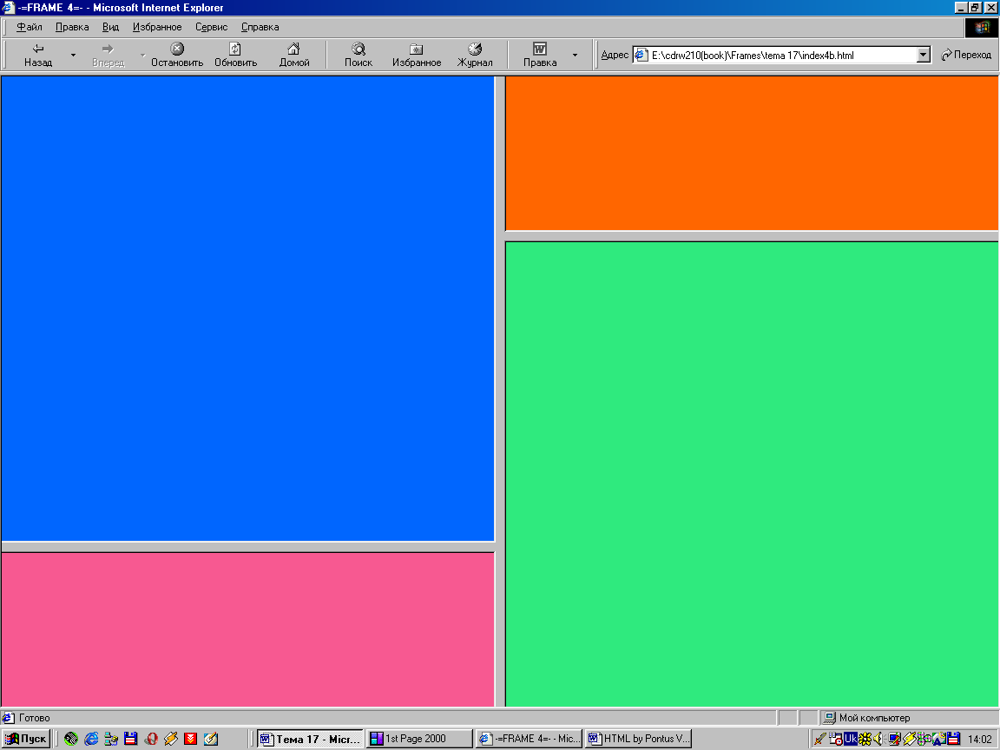 -=FRAME 4=- - Microsoft Internet Explorer
Файл Правка Вид Избранное Сервис Справка
Назад Вперед Остановить Обновить Домой Поиск Избранное Журнал Правка Адрес E:\cdrw210(book)\Frames\tema 17\index4b.html Переход
Готово Мой компьютер
Пуск Тема 17 - Micr... 1st Page 2000 -=FRAME 4=- - Mic... HTML by Pontus V... Uk 14:02